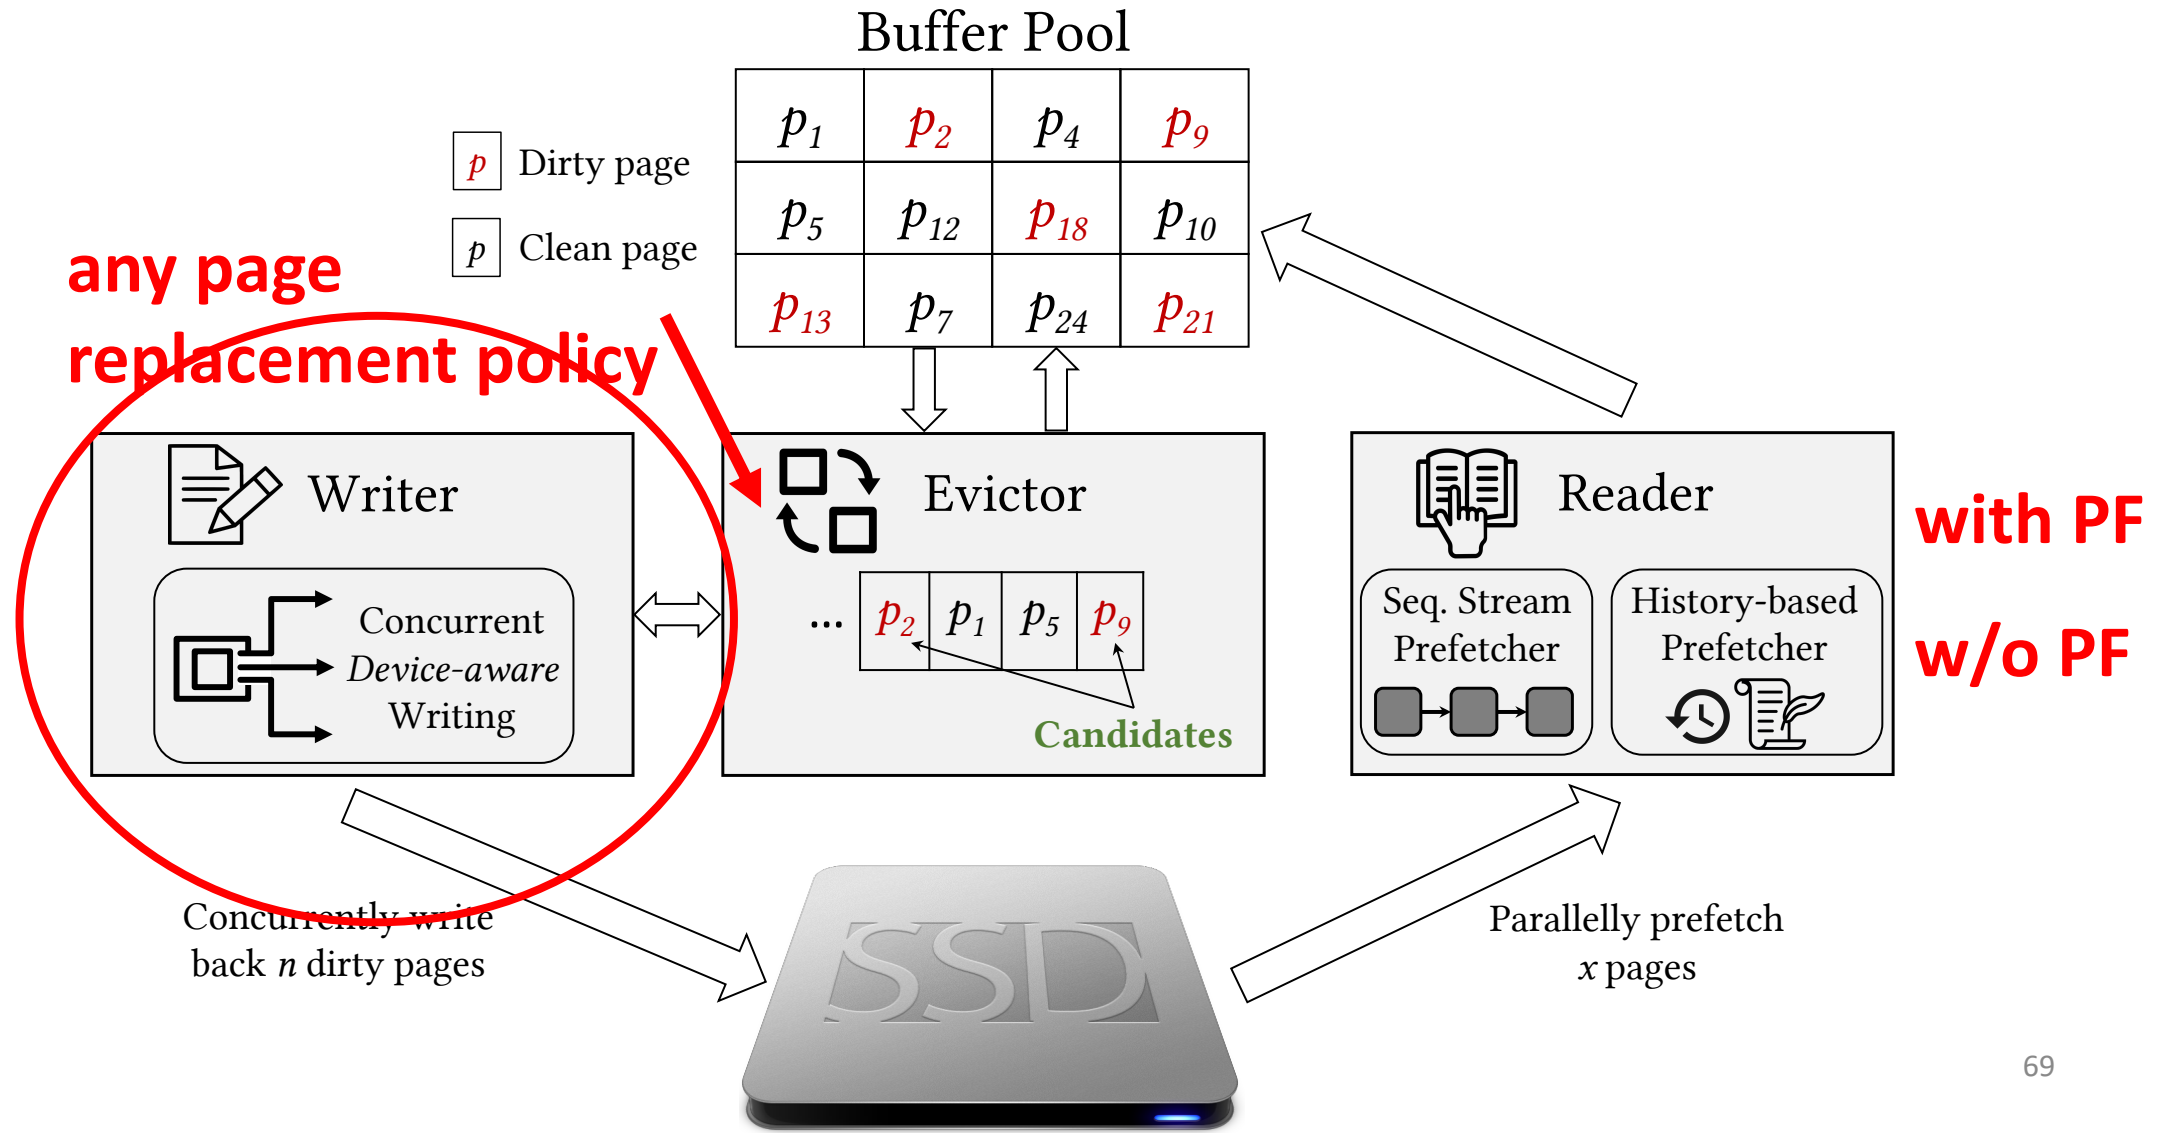 Buffer Pool
p1 p2 p4 p9
p5 p12 p18 p10
p13 p7 p24 p21
p Dirty page
p Clean page
any page
replacement policy
Writer
Concurrent
Device-aware
Writing
Evictor
... p2 p1 p5 p9
Candidates
Reader
Seq. Stream
Prefetcher
History-based
Prefetcher
with PF
w/o PF
Concurrently write
back n dirty pages
SSD
Parallelly prefetch
x pages
69